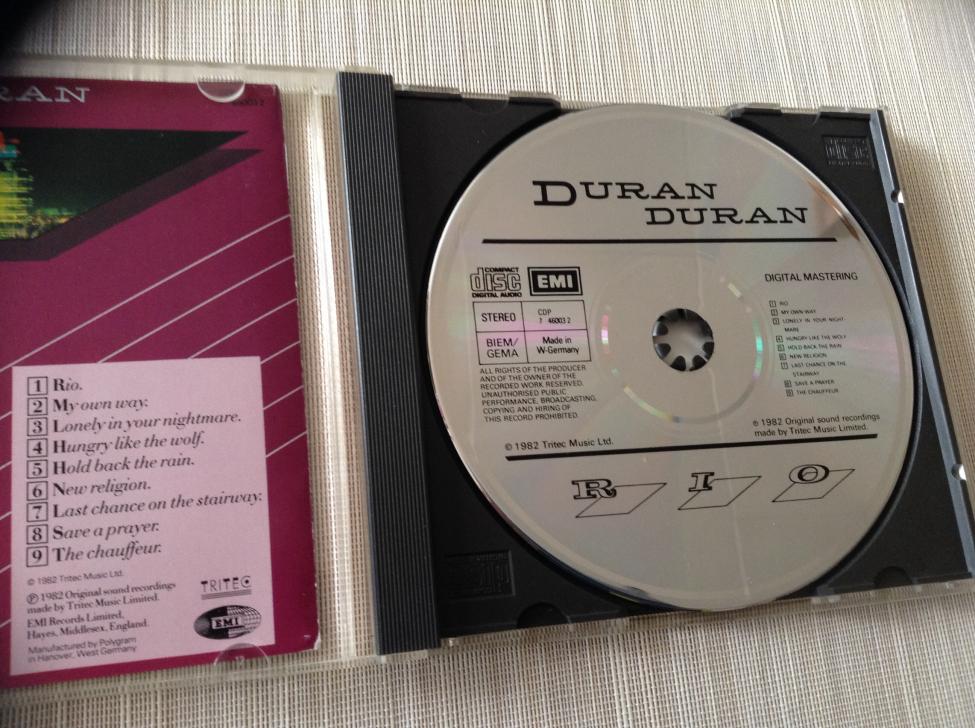 RAN
46003 2
1 Rio.
2 My own way.
3 Lonely in your nightmare.
4 Hungry like the wolf.
5 Hold back the rain.
6 New religion.
7 Last chance on the stairway.
8 Save a prayer.
9 The chauffeur.
© 1982 Tritec Music Ltd.
℗ 1982 Original sound recordings
made by Tritec Music Limited.
EMI Records Limited,
Hayes, Middlesex, England.
Manufactured by Polygram
in Hanover, West Germany
TRITEC
EMI
12
DURAN
DURAN
COMPACT
disc
DIGITAL AUDIO
EMI
STEREO
CDP
7 46003 2
BIEM/
GEMA
Made in
W-Germany
ALL RIGHTS OF THE PRODUCER
AND OF THE OWNER OF THE
RECORDED WORK RESERVED.
UNAUTHORISED PUBLIC
PERFORMANCE, BROADCASTING,
COPYING AND HIRING OF
THIS RECORD PROHIBITED.
© 1982 Tritec Music Ltd.
DIGITAL MASTERING
1 RIO
2 MY OWN WAY
3 LONELY IN YOUR NIGHT-
MARE
4 HUNGRY LIKE THE WOLF
5 HOLD BACK THE RAIN
6 NEW RELIGION
7 LAST CHANCE ON THE
STAIRWAY
8 SAVE A PRAYER
9 THE CHAUFFEUR
℗ 1982 Original sound recordings
made by Tritec Music Limited.
RIO
disc